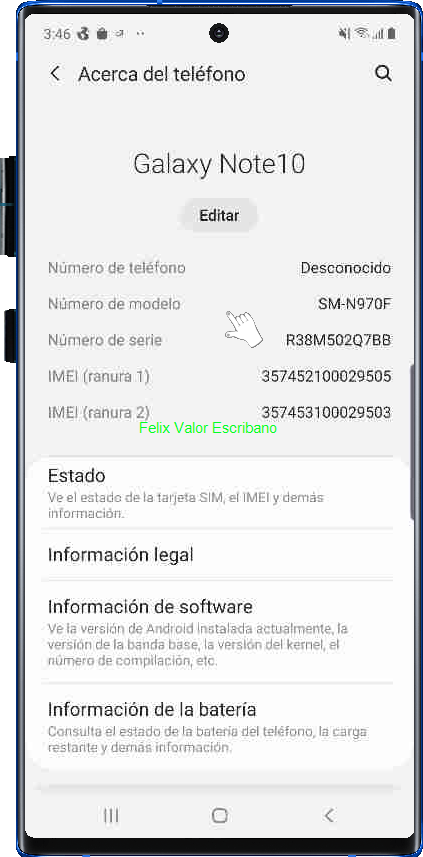 3:46
Acerca del teléfono
Galaxy Note10
Editar
Número de teléfono Desconocido
Número de modelo SM-N970F
Número de serie R38M502Q7BB
IMEI (ranura 1) 357452100029505
IMEI (ranura 2) 357453100029503
Felix Valor Escribano
Estado
Ve el estado de la tarjeta SIM, el IMEI y demás
información.
Información legal
Información de software
Ve la versión de Android instalada actualmente, la
versión de la banda base, la versión del kernel, el
número de compilación, etc.
Información de la batería
Consulta el estado de la batería del teléfono, la carga
restante y demás información.